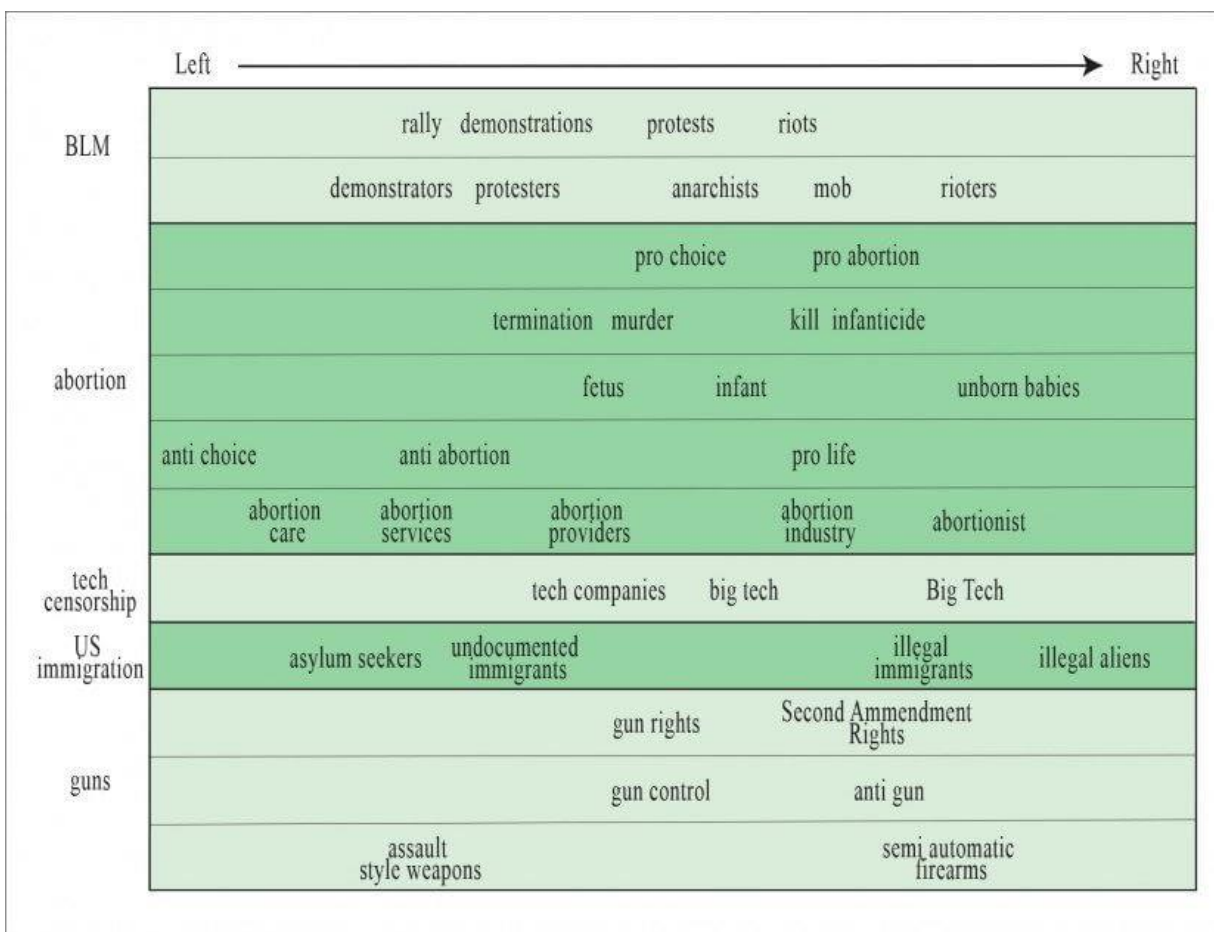 Left Right
BLM
rally demonstrations protests riots
demonstrators protesters anarchists mob rioters
abortion
pro choice pro abortion
termination murder kill infanticide
fetus infant unborn babies
anti choice anti abortion pro life
abortion care abortion services abortion providers abortion industry abortionist
tech censorship
tech companies big tech Big Tech
US immigration
asylum seekers undocumented immigrants illegal immigrants illegal aliens
guns
gun rights Second Ammendment Rights
gun control anti gun
assault style weapons semi automatic firearms